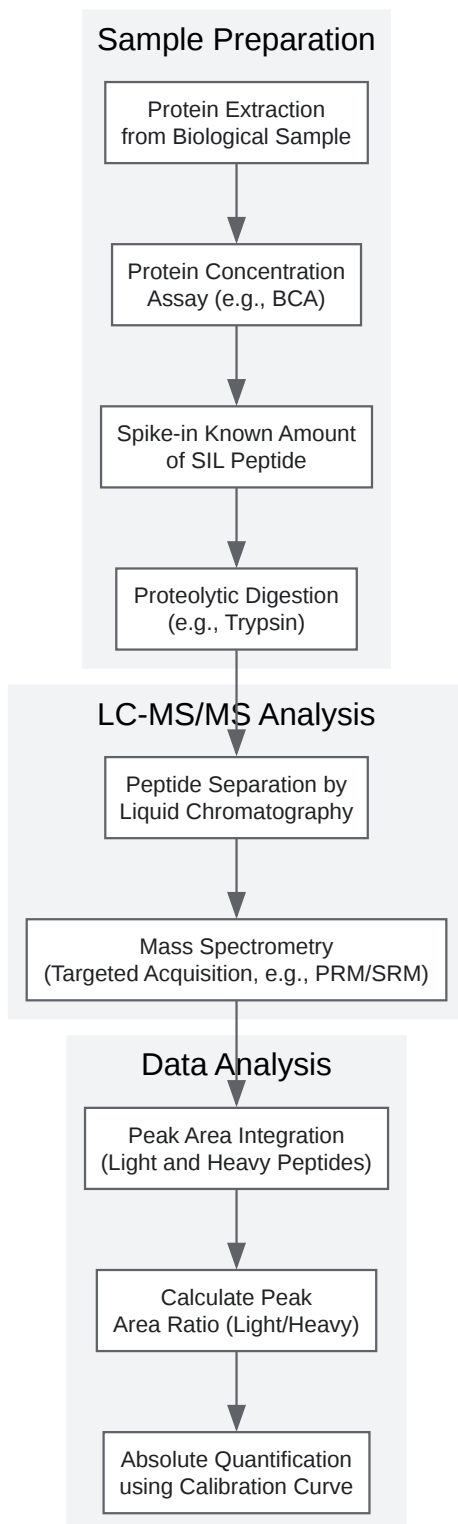 Sample Preparation
Protein Extraction
from Biological Sample
Protein Concentration
Assay (e.g., BCA)
Spike-in Known Amount
of SIL Peptide
Proteolytic Digestion
(e.g., Trypsin)
LC-MS/MS Analysis
Peptide Separation by
Liquid Chromatography
Mass Spectrometry
(Targeted Acquisition, e.g., PRM/SRM)
Data Analysis
Peak Area Integration
(Light and Heavy Peptides)
Calculate Peak
Area Ratio (Light/Heavy)
Absolute Quantification
using Calibration Curve